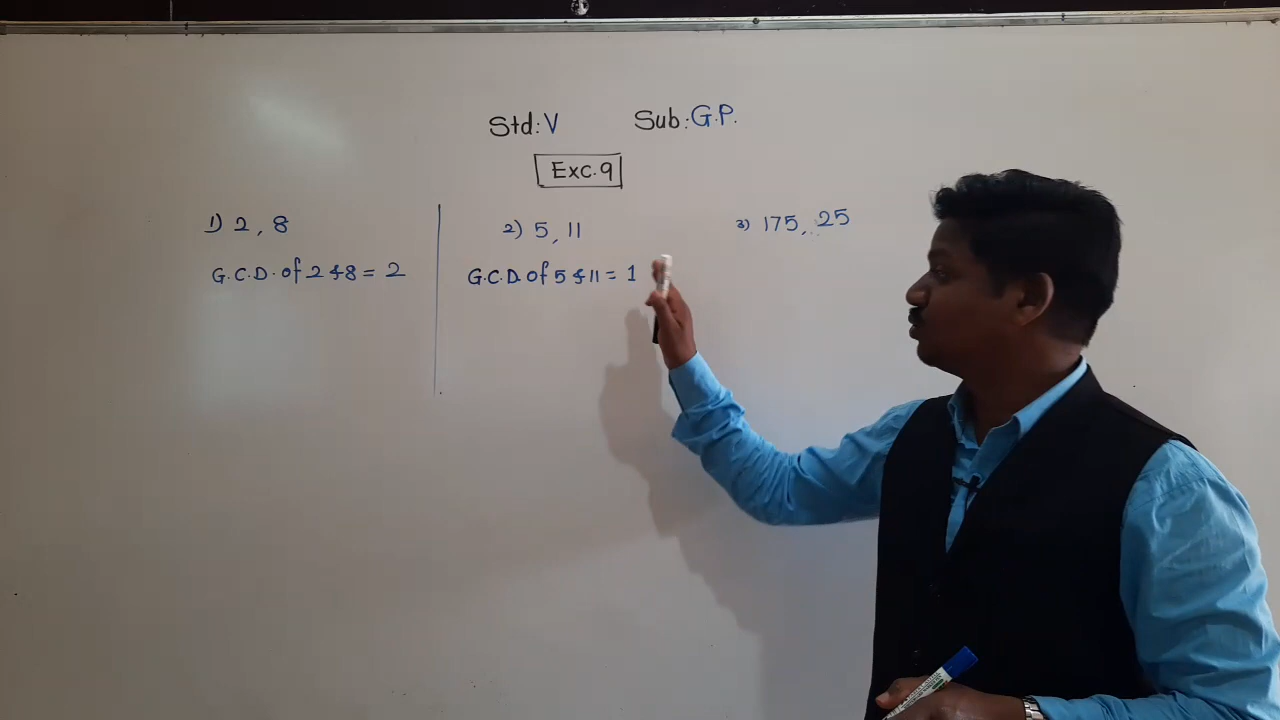 Std: V Sub: G.P.
Exc. 9
1) 2, 8
G.C.D. of 2 & 8 = 2
2) 5, 11
G.C.D. of 5 & 11 = 1
3) 175, 25